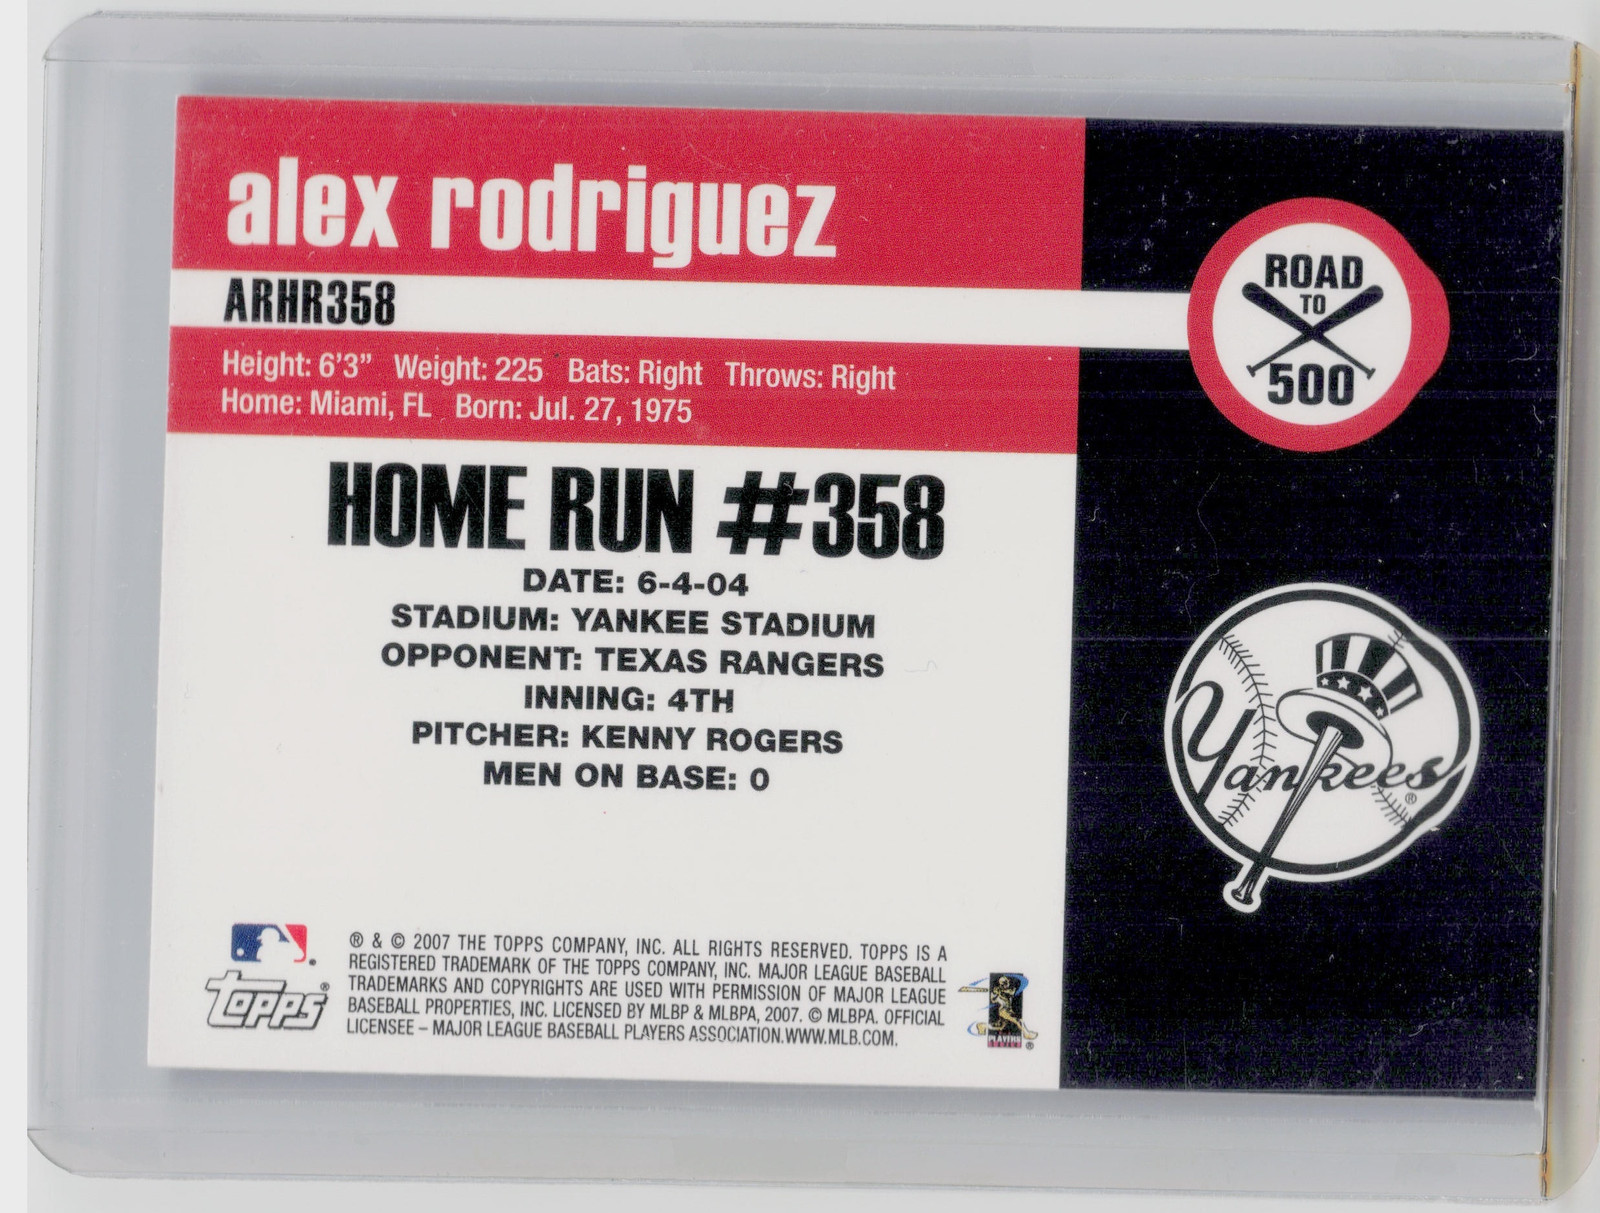 alex rodriguez
ARHR358
Height: 6'3” Weight: 225 Bats: Right Throws: Right
Home: Miami, FL Born: Jul. 27, 1975
ROAD
TO
500
HOME RUN #358
DATE: 6-4-04
STADIUM: YANKEE STADIUM
OPPONENT: TEXAS RANGERS
INNING: 4TH
PITCHER: KENNY ROGERS
MEN ON BASE: 0
Yankees®
® & © 2007 THE TOPPS COMPANY, INC. ALL RIGHTS RESERVED. TOPPS IS A
REGISTERED TRADEMARK OF THE TOPPS COMPANY, INC. MAJOR LEAGUE BASEBALL
TRADEMARKS AND COPYRIGHTS ARE USED WITH PERMISSION OF MAJOR LEAGUE
BASEBALL PROPERTIES, INC. LICENSED BY MLBP & MLBPA, 2007. © MLBPA. OFFICIAL
LICENSEE – MAJOR LEAGUE BASEBALL PLAYERS ASSOCIATION.WWW.MLB.COM.
Topps®
PLAYERS
®